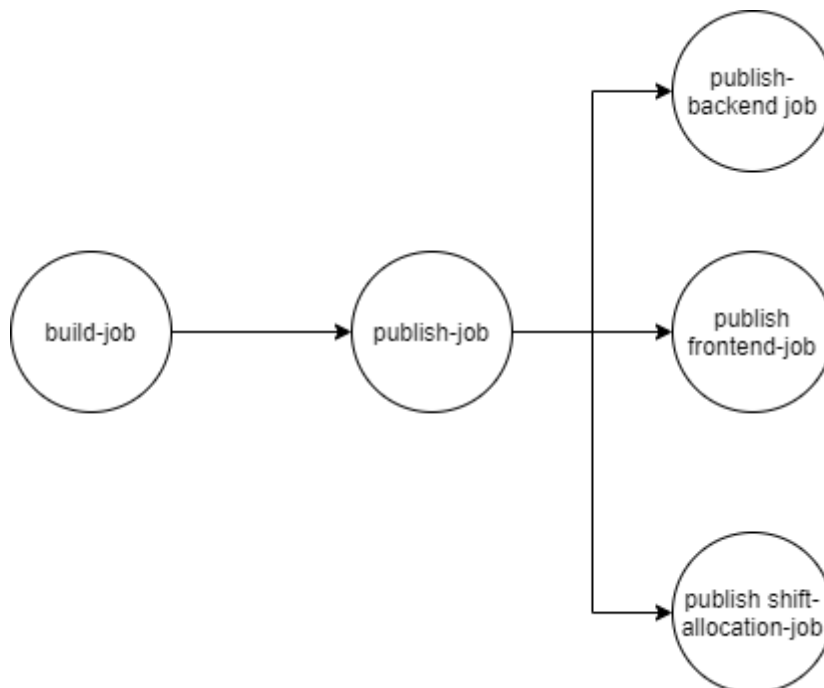 build-job
publish-job
publish-
backend job
publish
frontend-job
publish shift-
allocation-job